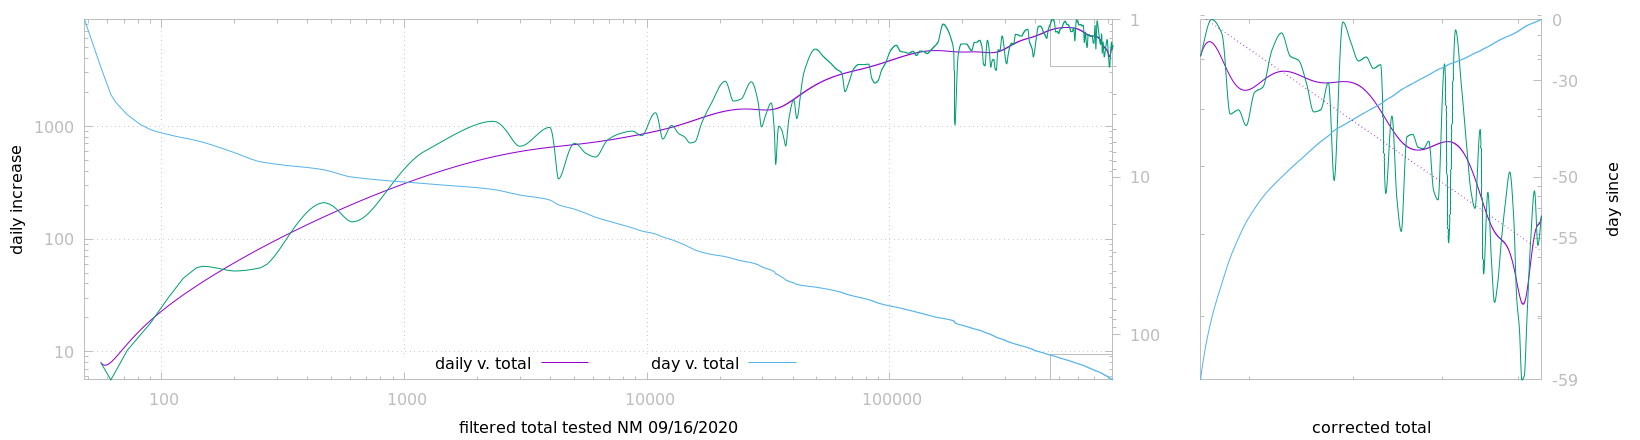 daily increase
1000
100
10
100
1000
10000
100000
filtered total tested NM 09/16/2020
daily v. total
day v. total
1
10
100
0
-30
-50
-55
-59
day since
corrected total